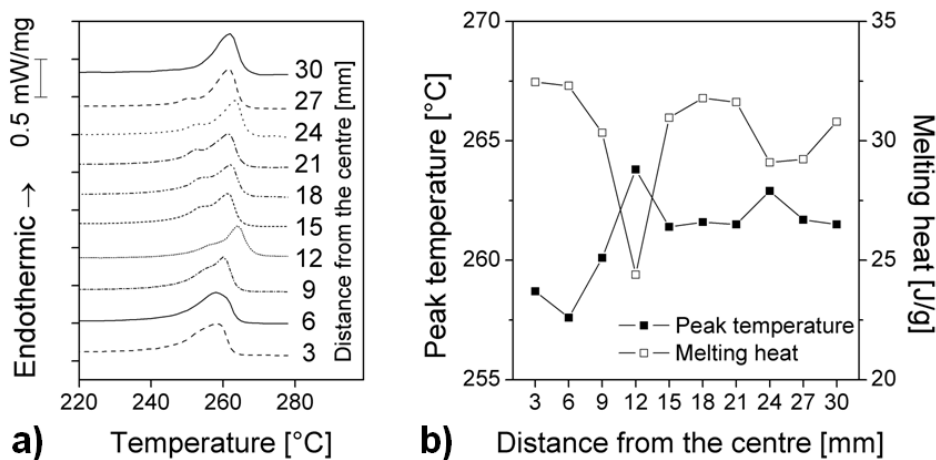 0.5 mW/mg
Endothermic →
30
27
24
21
18
15
12
9
6
3
Distance from the centre [mm]
220 240 260 280
a) Temperature [°C]
270
265
260
255
Peak temperature [°C]
35
30
25
20
Melting heat [J/g]
Peak temperature
Melting heat
3 6 9 12 15 18 21 24 27 30
b) Distance from the centre [mm]